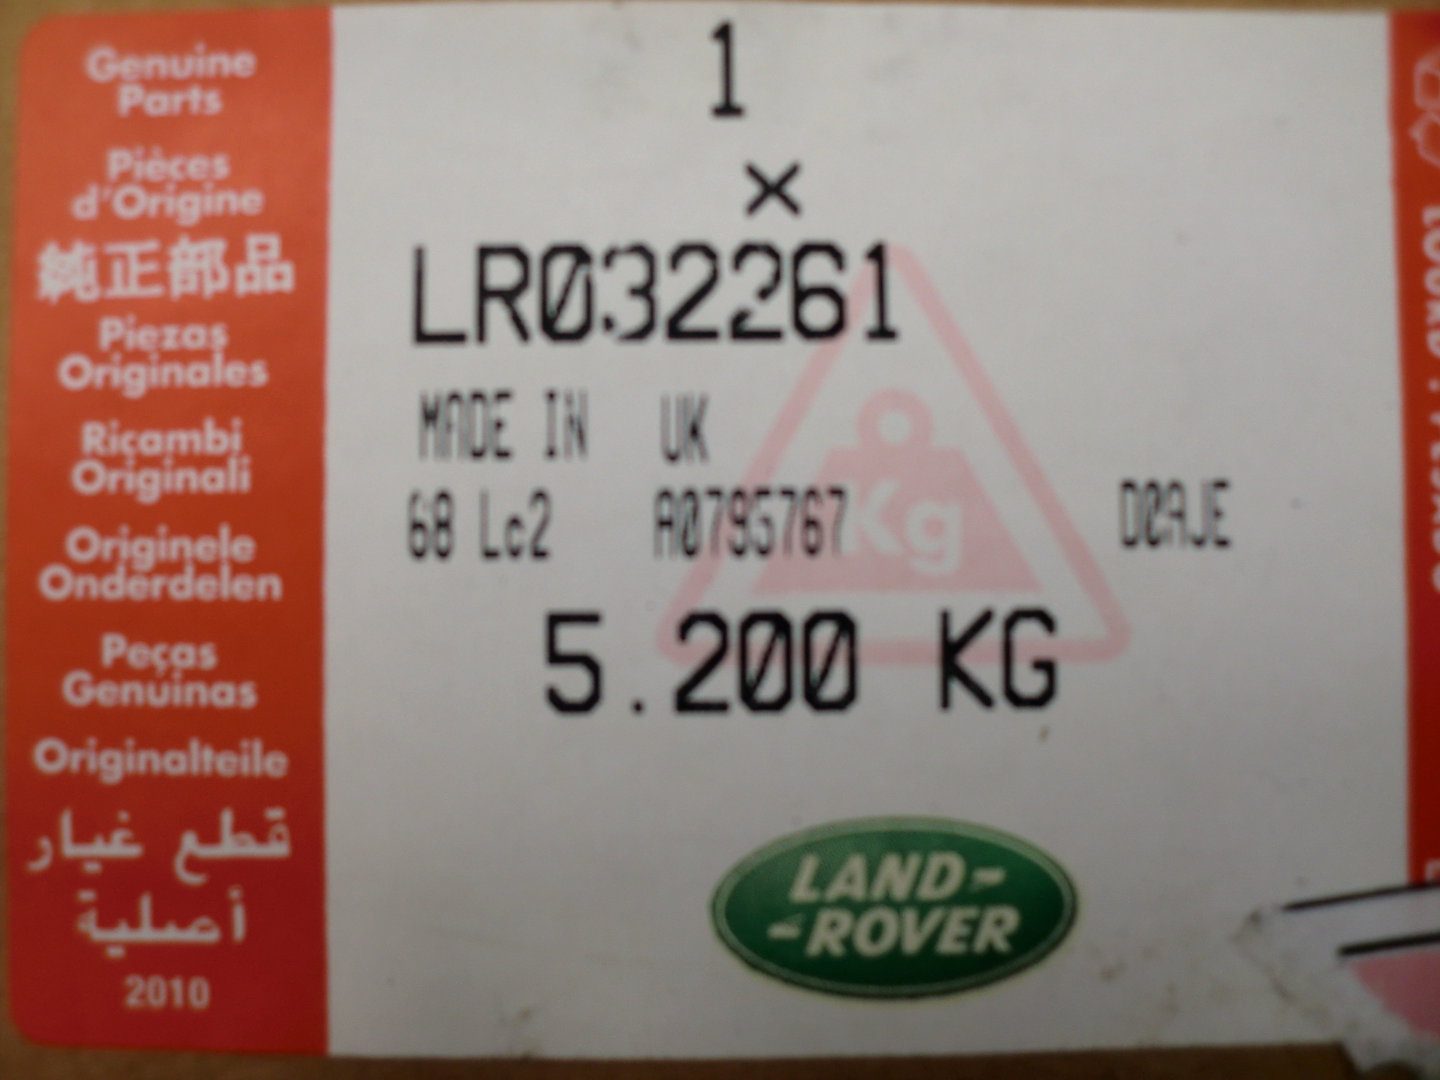 Genuine
Parts
Pièces
d'Origine
純正部品
Piezas
Originales
Ricambi
Originali
Originele
Onderdelen
Peças
Genuinas
Originalteile
قطع غيار
أصلية
2010
1
×
LR032261
MADE IN UK
68 Lc2 A0795767 D0AJE
Kg
5.200 KG
LAND-
-ROVER